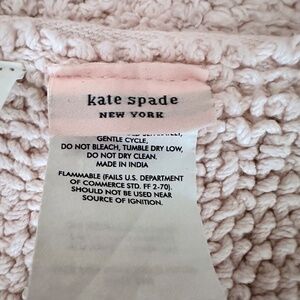 kate spade
NEW YORK
SEPARATELY,
GENTLE CYCLE,
DO NOT BLEACH, TUMBLE DRY LOW,
DO NOT DRY CLEAN.
MADE IN INDIA
FLAMMABLE (FAILS U.S. DEPARTMENT
OF COMMERCE STD. FF 2-70).
SHOULD NOT BE USED NEAR
SOURCE OF IGNITION.